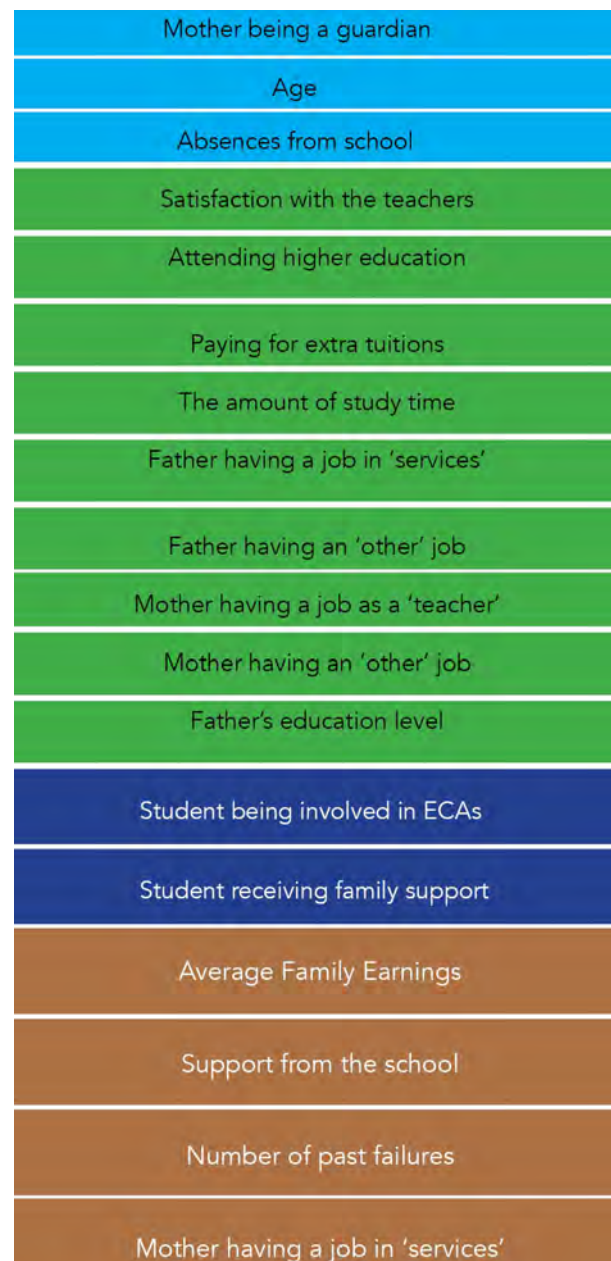 Mother being a guardian
Age
Absences from school
Satisfaction with the teachers
Attending higher education
Paying for extra tuitions
The amount of study time
Father having a job in ‘services’
Father having an ‘other’ job
Mother having a job as a ‘teacher’
Mother having an ‘other’ job
Father’s education level
Student being involved in ECAs
Student receiving family support
Average Family Earnings
Support from the school
Number of past failures
Mother having a job in ‘services’